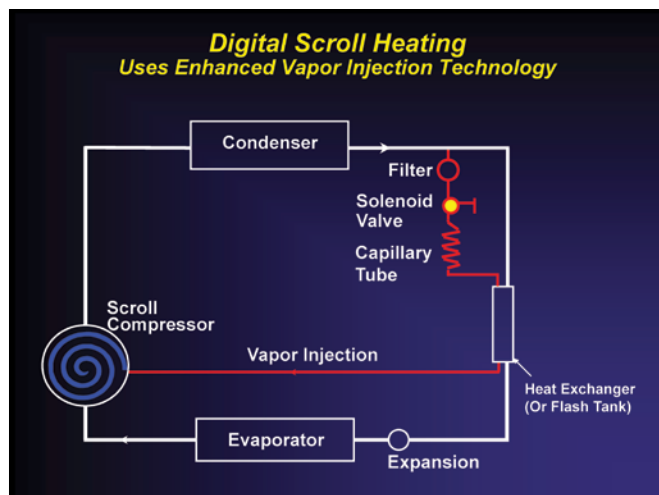 Digital Scroll Heating
Uses Enhanced Vapor Injection Technology
Condenser
Filter
Solenoid
Valve
Capillary
Tube
Scroll
Compressor
Vapor Injection
Heat Exchanger
(Or Flash Tank)
Evaporator
Expansion